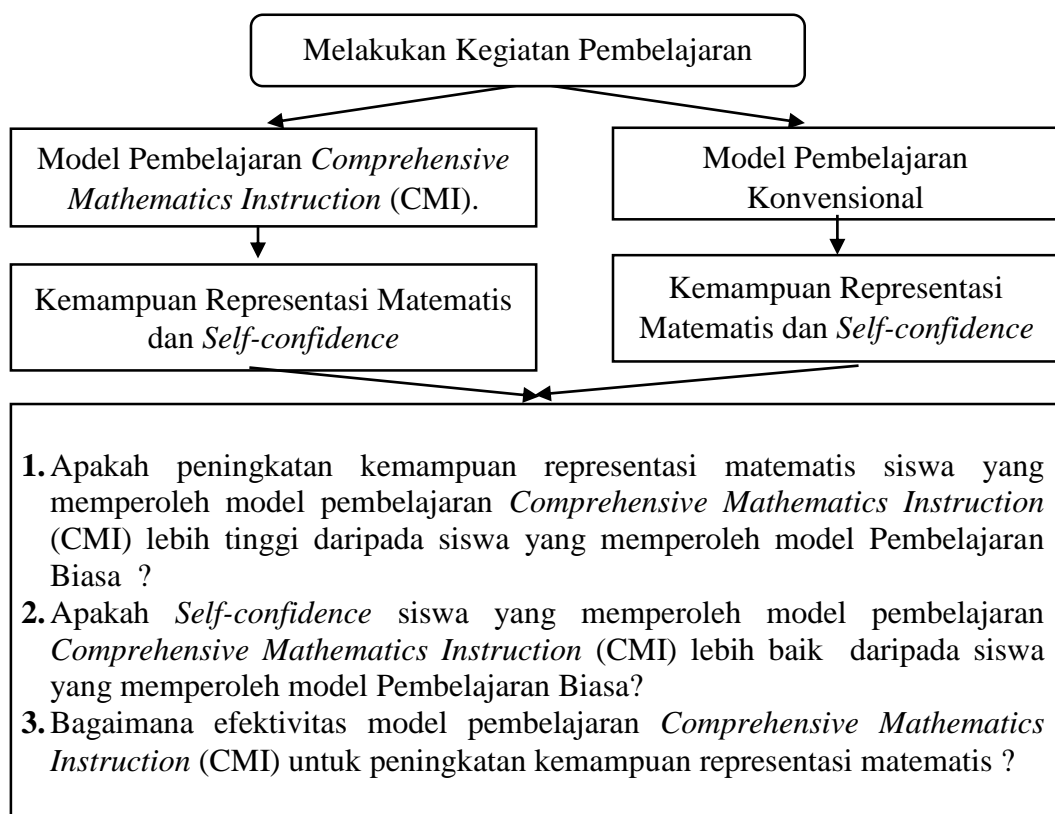 Melakukan Kegiatan Pembelajaran
Model Pembelajaran Comprehensive
Mathematics Instruction (CMI).
Model Pembelajaran
Konvensional
Kemampuan Representasi Matematis
dan Self-confidence
Kemampuan Representasi
Matematis dan Self-confidence
1. Apakah peningkatan kemampuan representasi matematis siswa yang
memperoleh model pembelajaran Comprehensive Mathematics Instruction
(CMI) lebih tinggi daripada siswa yang memperoleh model Pembelajaran
Biasa ?
2. Apakah Self-confidence siswa yang memperoleh model pembelajaran
Comprehensive Mathematics Instruction (CMI) lebih baik daripada siswa
yang memperoleh model Pembelajaran Biasa?
3. Bagaimana efektivitas model pembelajaran Comprehensive Mathematics
Instruction (CMI) untuk peningkatan kemampuan representasi matematis ?